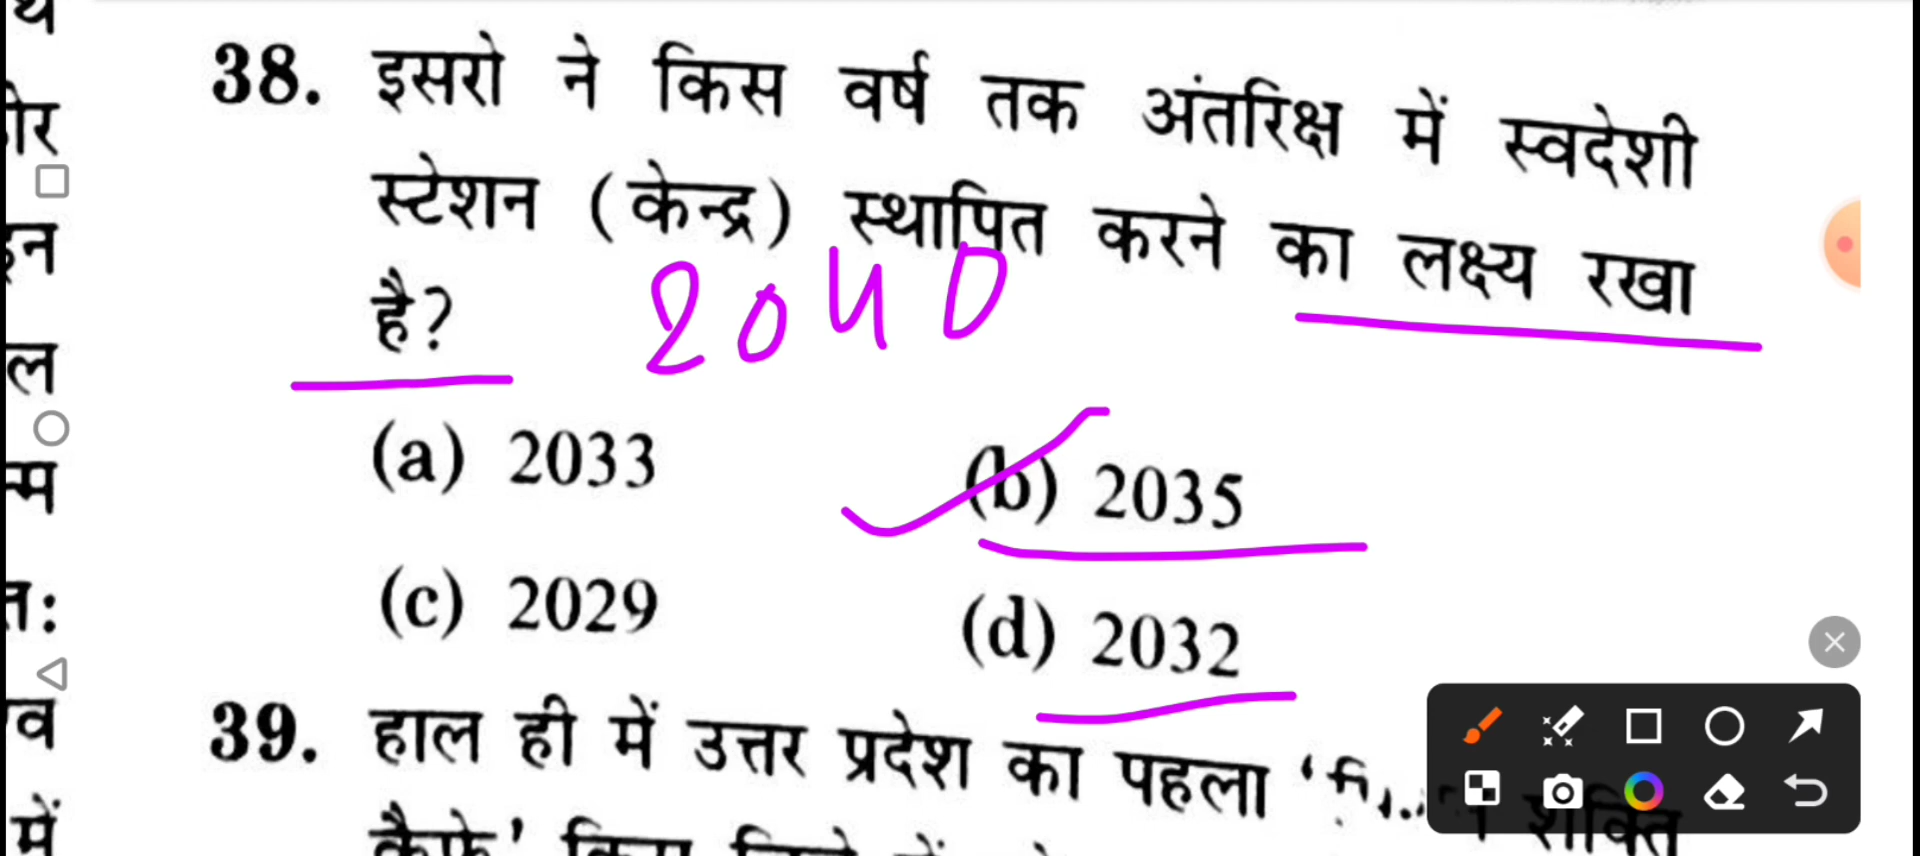 38. इसरो ने किस वर्ष तक अंतरिक्ष में स्वदेशी
स्टेशन (केन्द्र) स्थापित करने का लक्ष्य रखा
है? 2040
(a) 2033 (b) 2035
(c) 2029 (d) 2032
39. हाल ही में उत्तर प्रदेश का पहला ' शक्ति
कैफे' किस जिले में